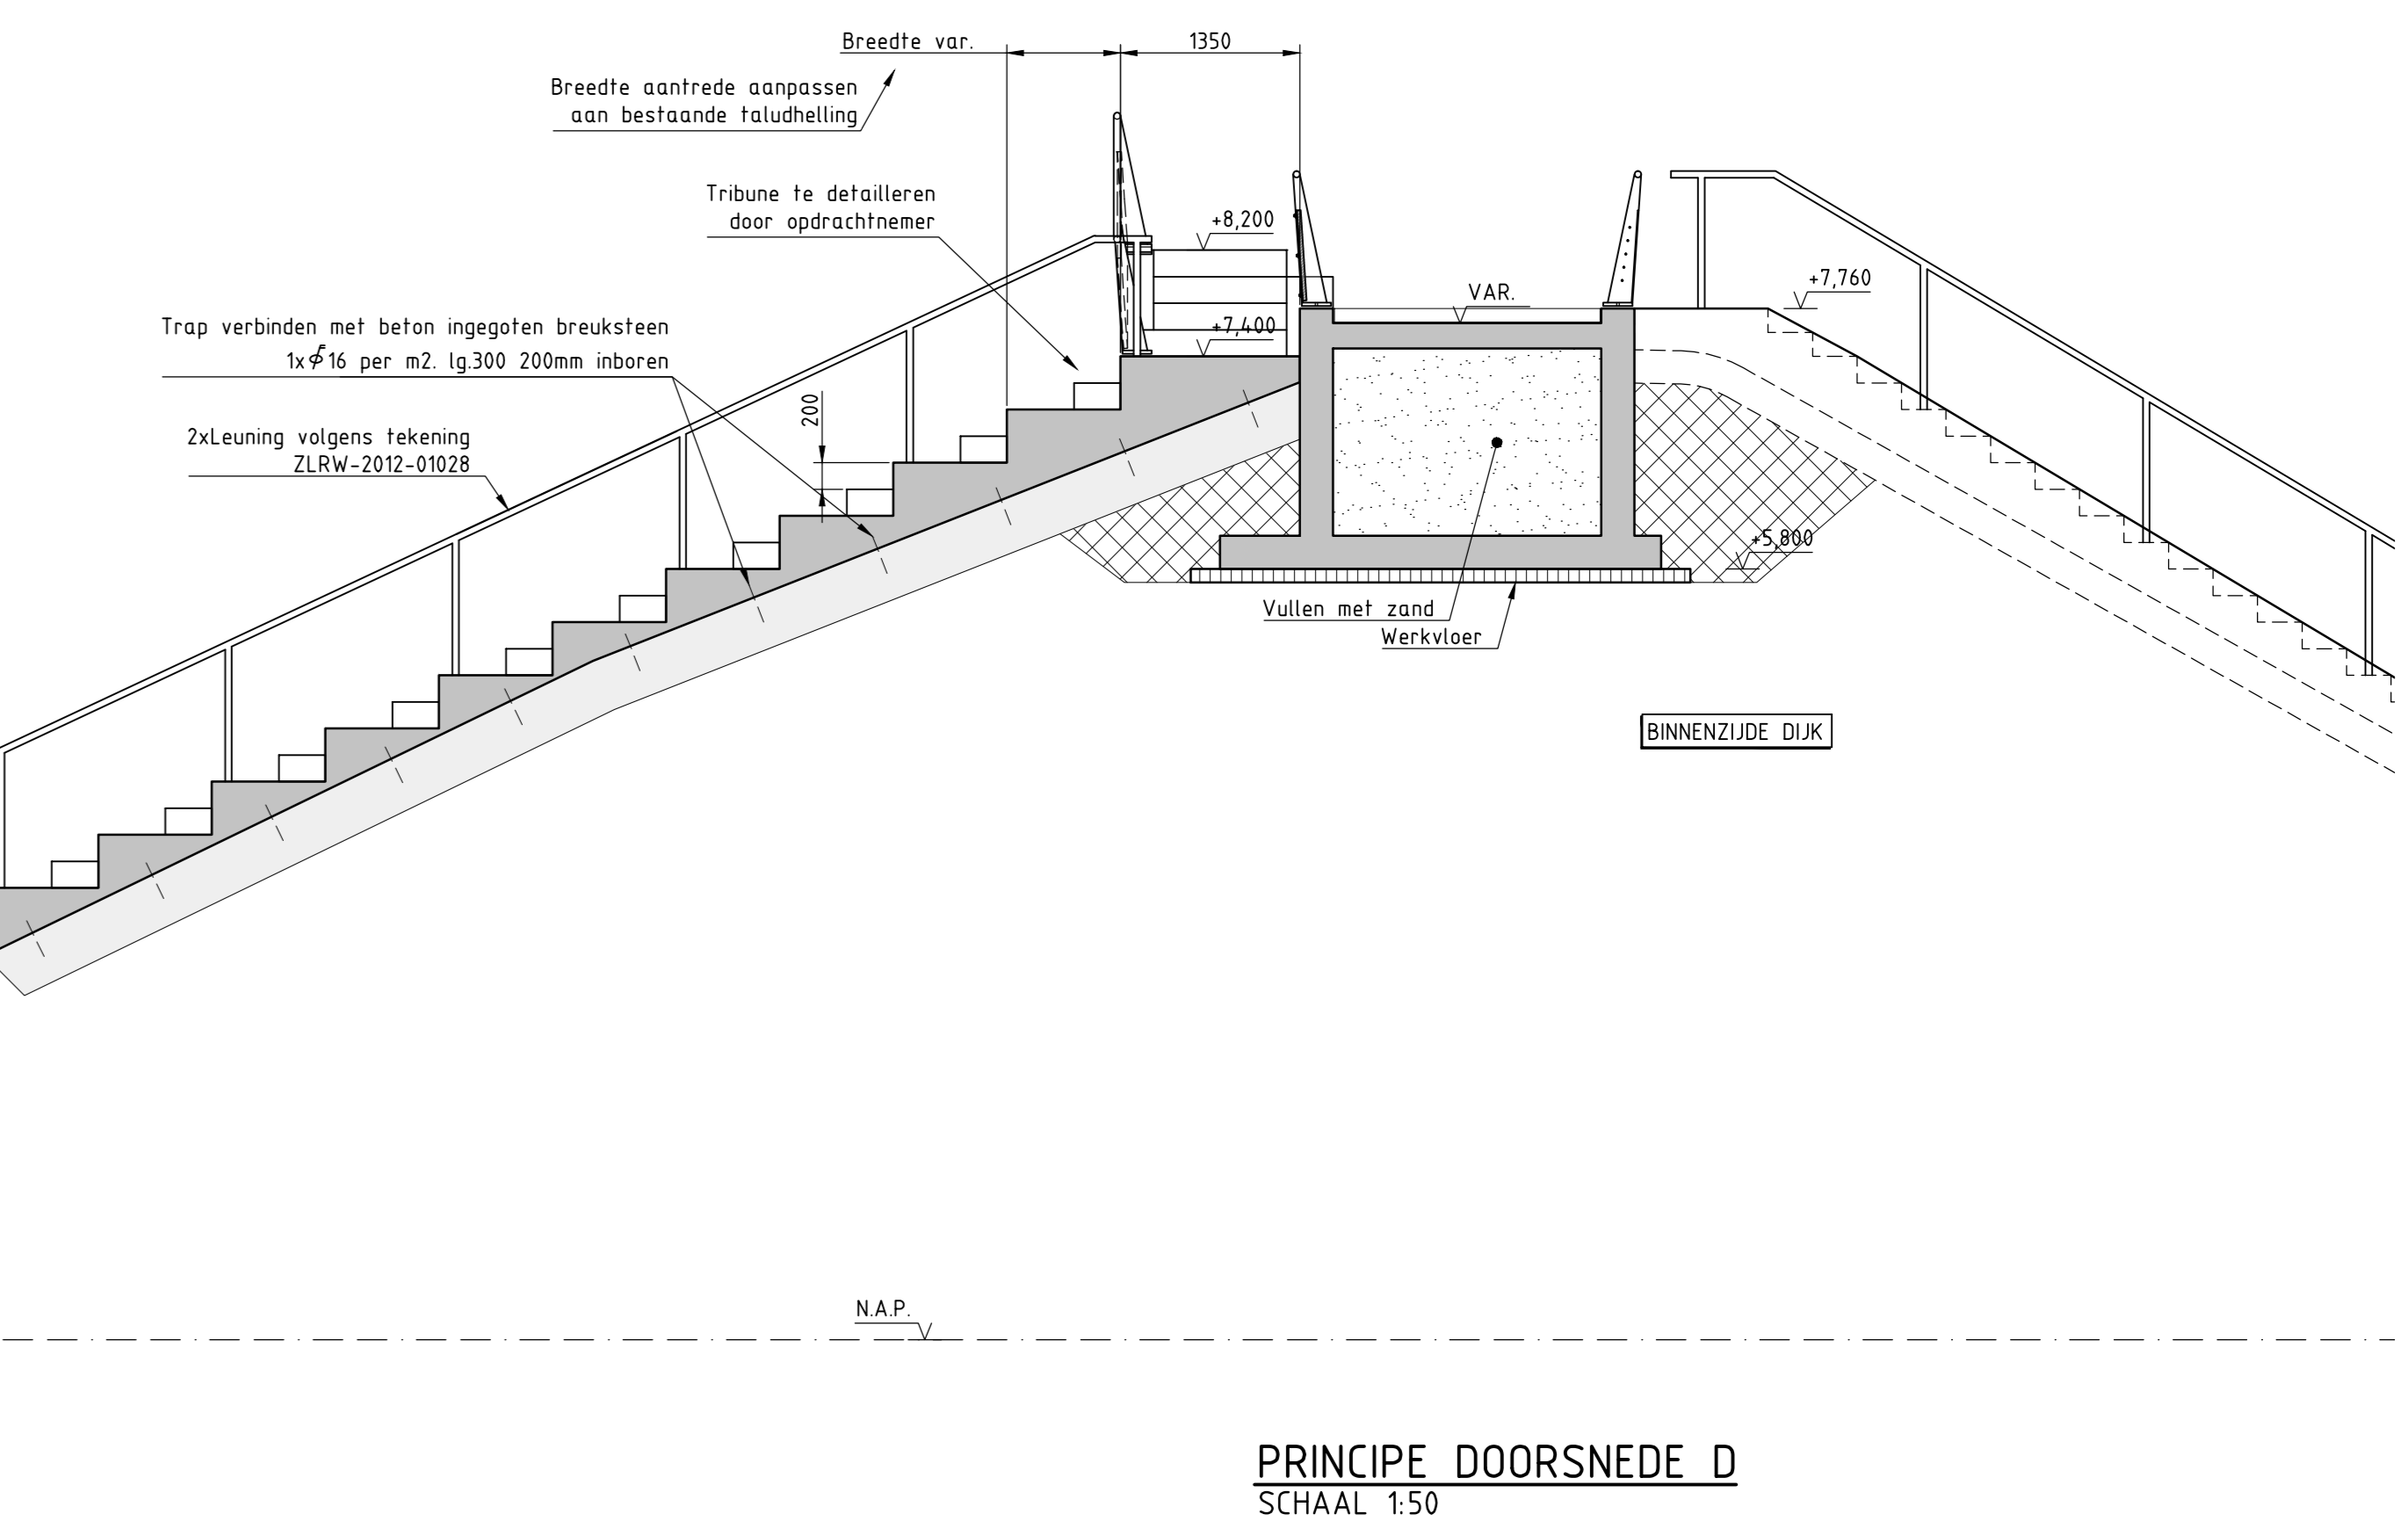 Breedte var.
1350
Breedte aantrede aanpassen
aan bestaande taludhelling
Tribune te detailleren
door opdrachtnemer
+8,200
+7,760
VAR.
+7,400
Trap verbinden met beton ingegoten breuksteen
1xϕ16 per m2. lg.300 200mm inboren
200
2xLeuning volgens tekening
ZLRW-2012-01028
+5,800
Vullen met zand
Werkvloer
BINNENZIJDE DIJK
N.A.P.
PRINCIPE DOORSNEDE D
SCHAAL 1:50